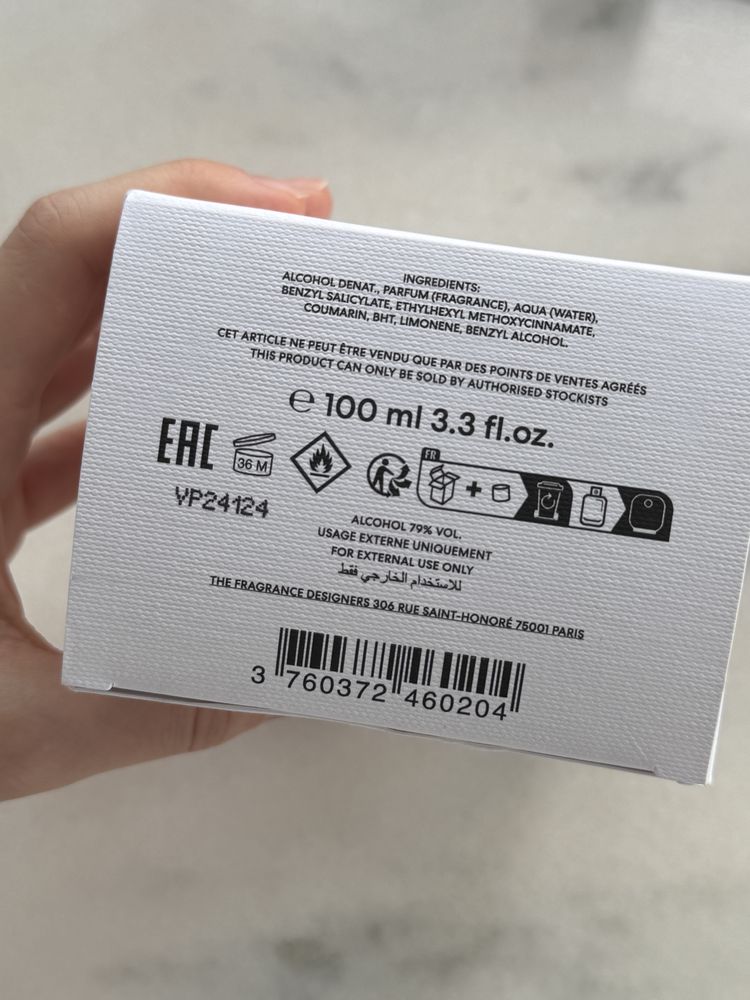 INGREDIENTS:
ALCOHOL DENAT., PARFUM (FRAGRANCE), AQUA (WATER),
BENZYL SALICYLATE, ETHYLHEXYL METHOXYCINNAMATE,
COUMARIN, BHT, LIMONENE, BENZYL ALCOHOL.
CET ARTICLE NE PEUT ÊTRE VENDU QUE PAR DES POINTS DE VENTES AGRÉÉS
THIS PRODUCT CAN ONLY BE SOLD BY AUTHORISED STOCKISTS
℮ 100 ml 3.3 fl.oz.
EAC
36 M
FR
+
VP24124
ALCOHOL 79% VOL.
USAGE EXTERNE UNIQUEMENT
FOR EXTERNAL USE ONLY
للاستخدام الخارجي فقط
THE FRAGRANCE DESIGNERS 306 RUE SAINT-HONORÉ 75001 PARIS
3 760372 460204